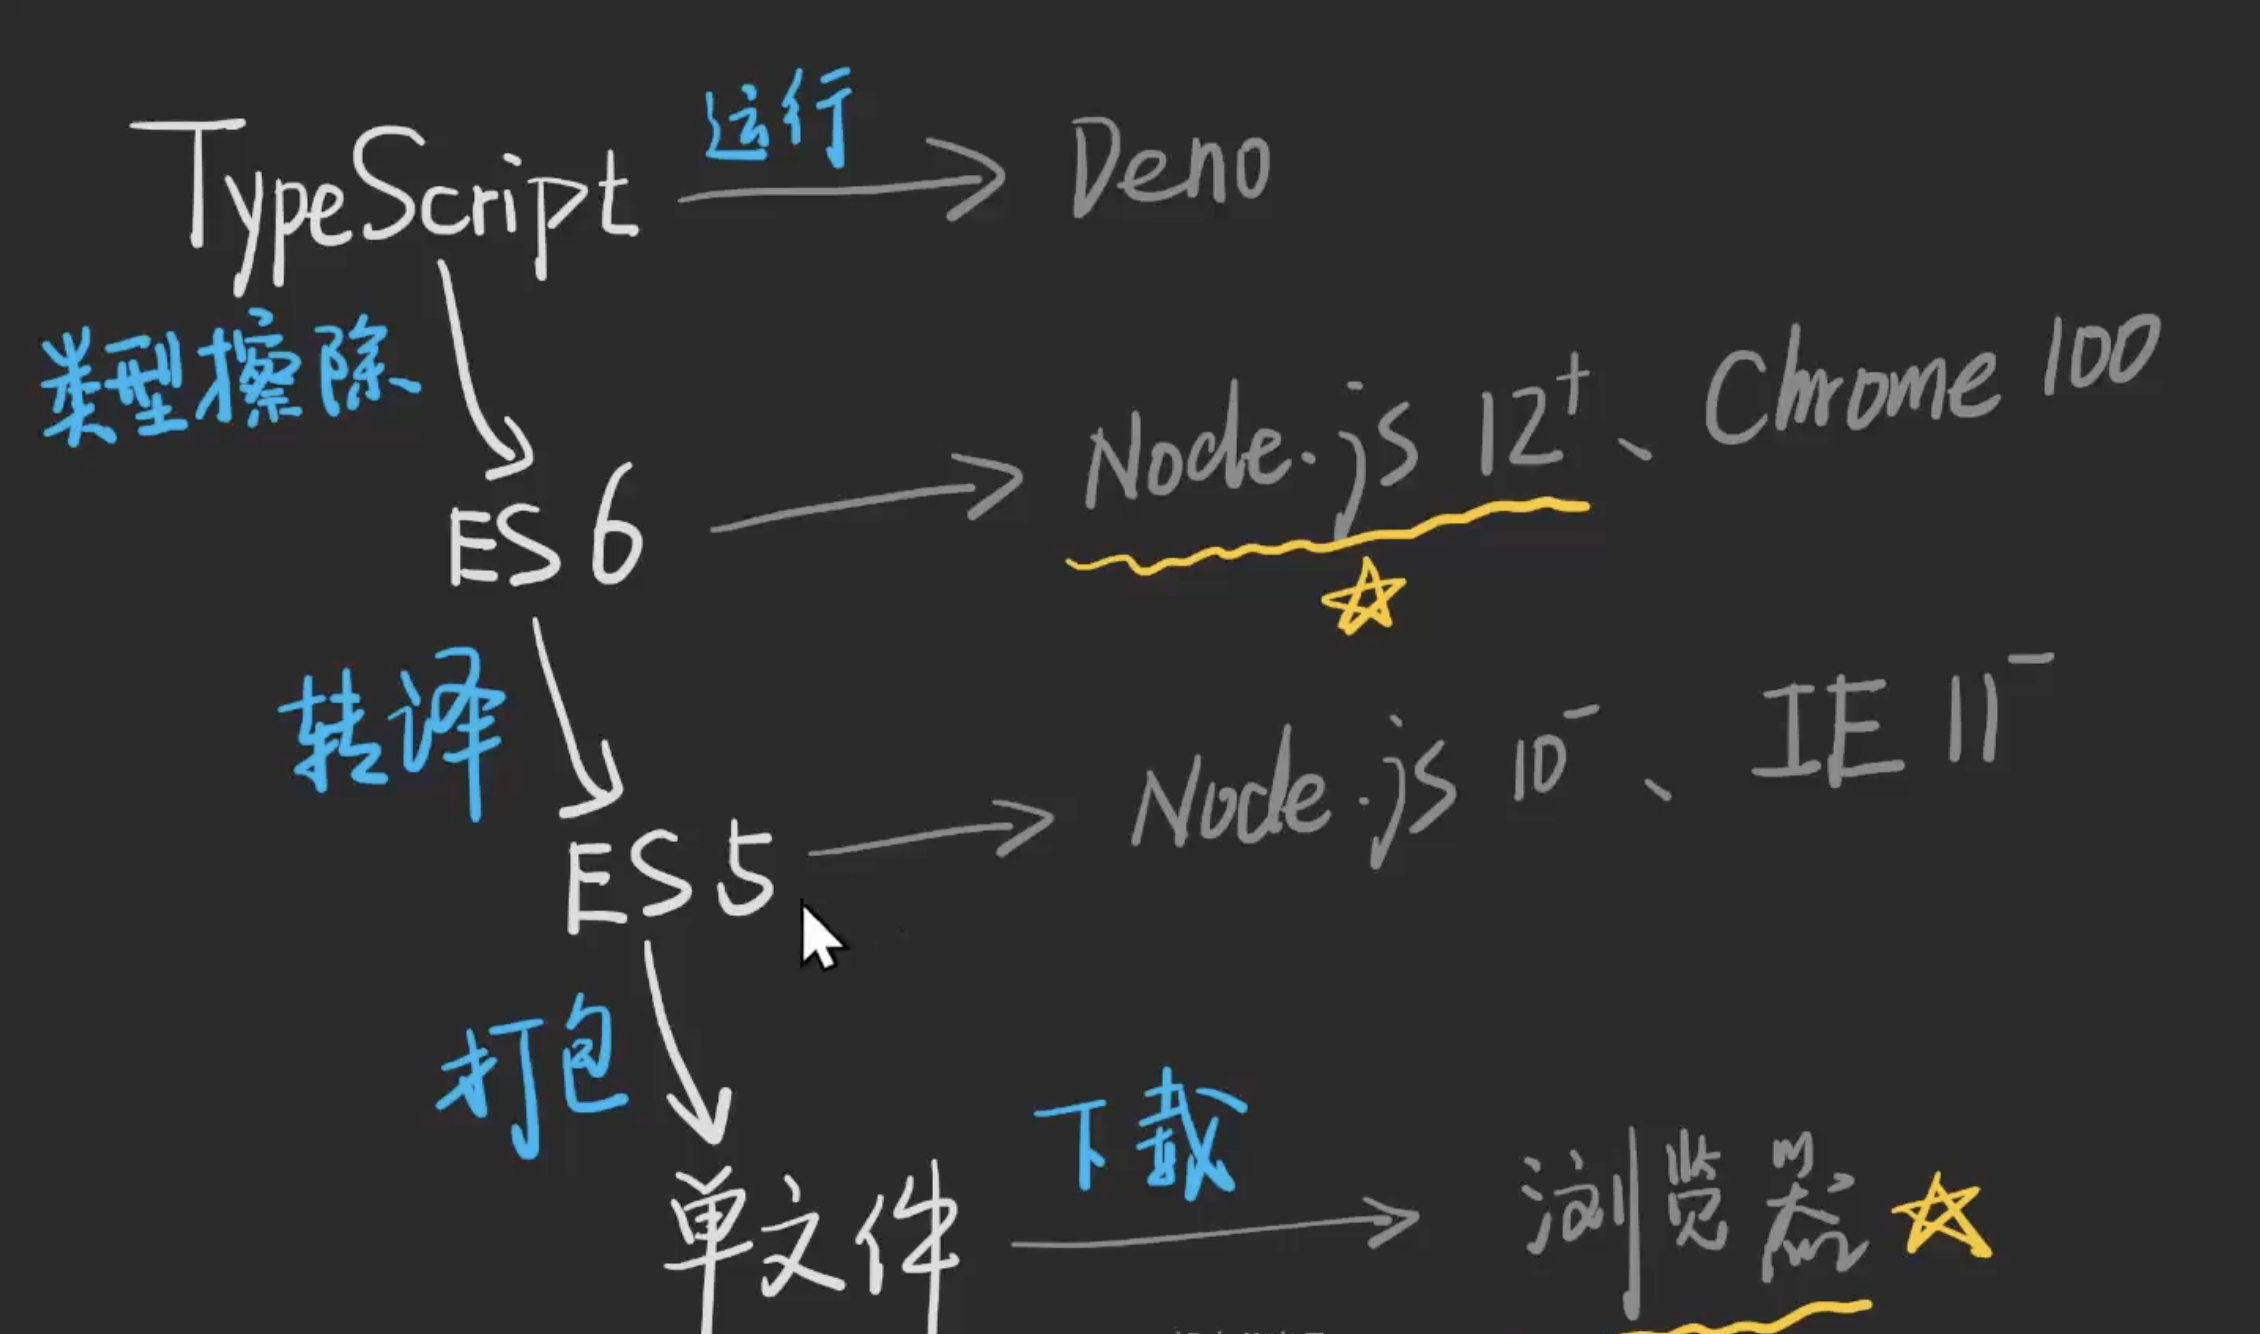 TypeScript 运行 Deno
类型擦除
ES6 Node.js 12+、Chrome 100
转译
ES5 Node.js 10-、IE 11-
打包
单文件 下载 浏览器